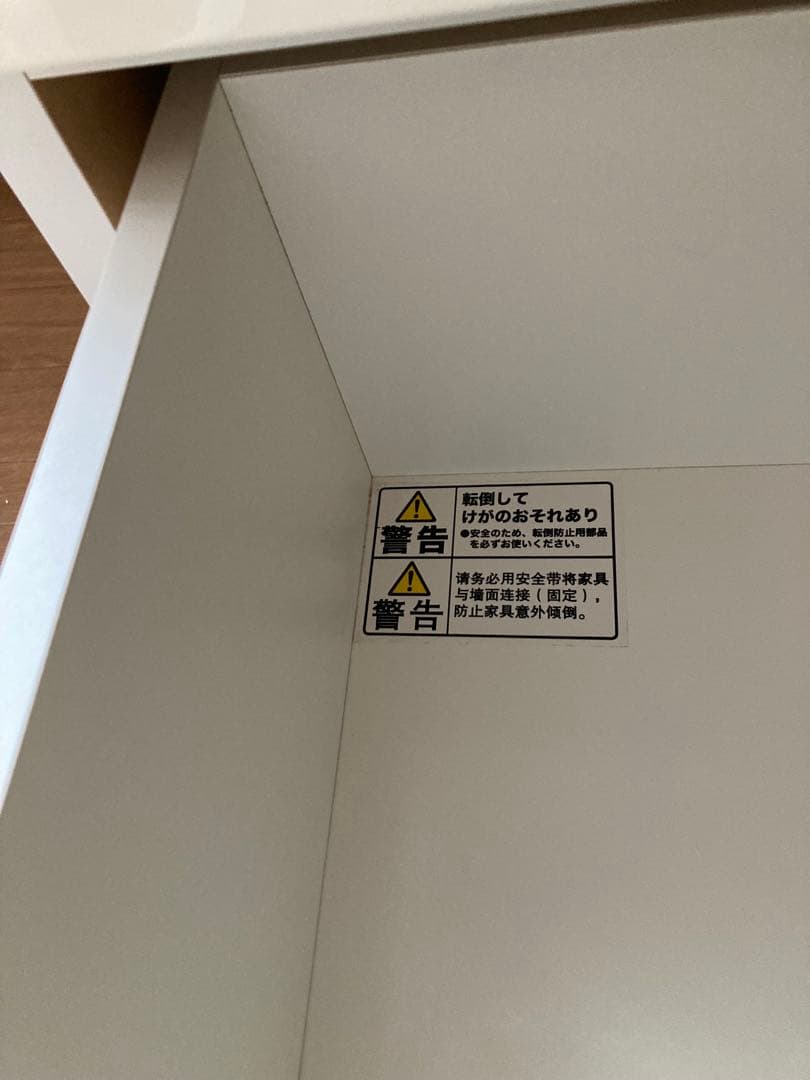 警告
転倒して
けがのおそれあり
●安全のため、転倒防止用部品
を必ずお使いください。
警告
请务必用安全带将家具
与墙面连接（固定），
防止家具意外倾倒。